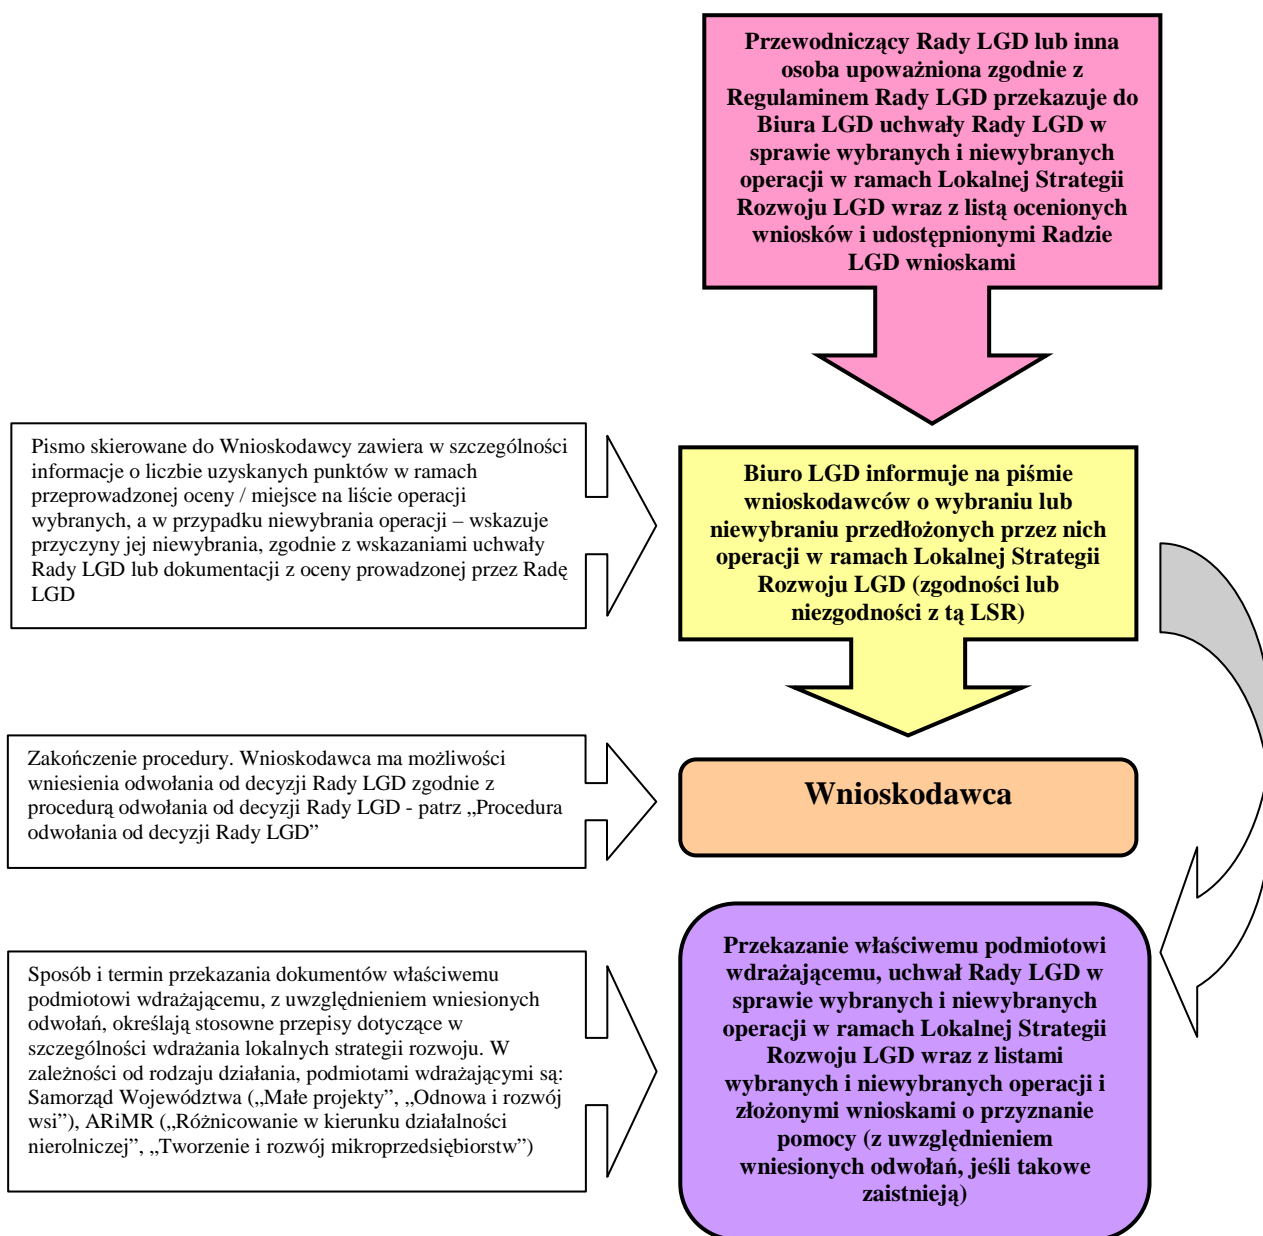 Przewodniczący Rady LGD lub inna
osoba upoważniona zgodnie z
Regulaminem Rady LGD przekazuje do
Biura LGD uchwały Rady LGD w
sprawie wybranych i niewybranych
operacji w ramach Lokalnej Strategii
Rozwoju LGD wraz z listą ocenionych
wniosków i udostępnionymi Radzie
LGD wnioskami
Pismo skierowane do Wnioskodawcy zawiera w szczególności
informacje o liczbie uzyskanych punktów w ramach
przeprowadzonej oceny / miejsce na liście operacji
wybranych, a w przypadku niewybrania operacji – wskazuje
przyczyny jej niewybrania, zgodnie z wskazaniami uchwały
Rady LGD lub dokumentacji z oceny prowadzonej przez Radę
LGD
Biuro LGD informuje na piśmie
wnioskodawców o wybraniu lub
niewybraniu przedłożonych przez nich
operacji w ramach Lokalnej Strategii
Rozwoju LGD (zgodności lub
niezgodności z tą LSR)
Zakończenie procedury. Wnioskodawca ma możliwości
wniesienia odwołania od decyzji Rady LGD zgodnie z
procedurą odwołania od decyzji Rady LGD - patrz „Procedura
odwołania od decyzji Rady LGD”
Wnioskodawca
Sposób i termin przekazania dokumentów właściwemu
podmiotowi wdrażającemu, z uwzględnieniem wniesionych
odwołań, określają stosowne przepisy dotyczące w
szczególności wdrażania lokalnych strategii rozwoju. W
zależności od rodzaju działania, podmiotami wdrażającymi są:
Samorząd Województwa („Małe projekty”, „Odnowa i rozwój
wsi”), ARiMR („Różnicowanie w kierunku działalności
nierolniczej”, „Tworzenie i rozwój mikroprzedsiębiorstw”)
Przekazanie właściwemu podmiotowi
wdrażającemu, uchwał Rady LGD w
sprawie wybranych i niewybranych
operacji w ramach Lokalnej Strategii
Rozwoju LGD wraz z listami
wybranych i niewybranych operacji i
złożonymi wnioskami o przyznanie
pomocy (z uwzględnieniem
wniesionych odwołań, jeśli takowe
zaistnieją)